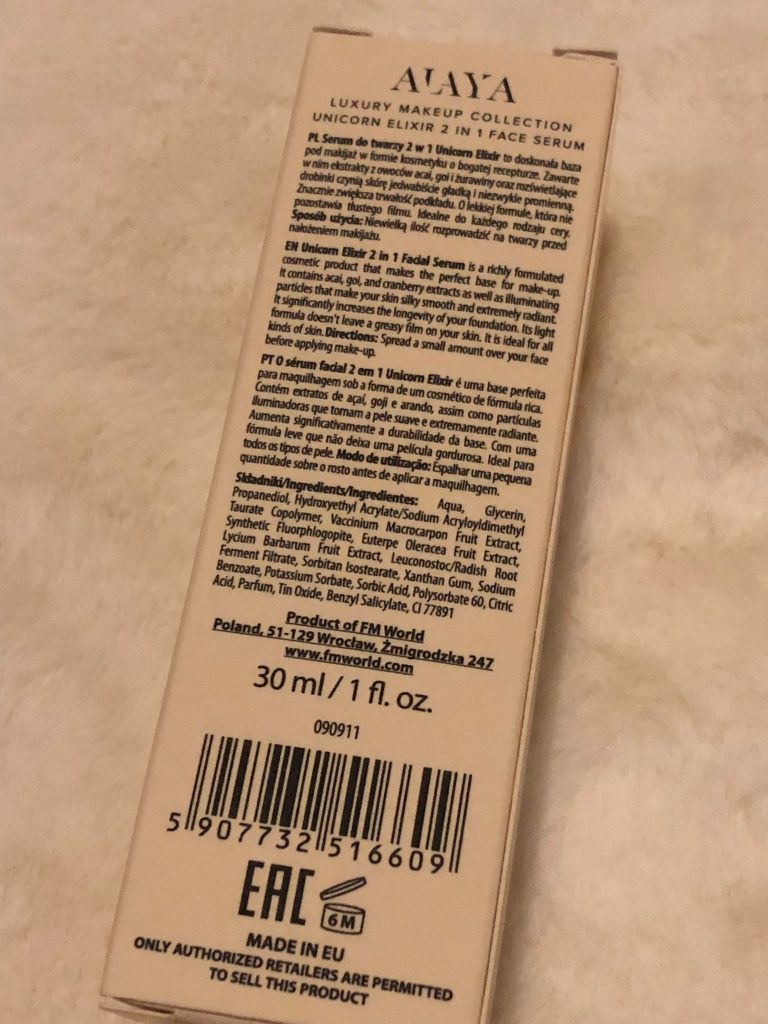 ALAYA
LUXURY MAKEUP COLLECTION
UNICORN ELIXIR 2 IN 1 FACE SERUM
PL Serum do twarzy 2 w 1 Unicorn Elixir to doskonała baza
pod makijaż w formie kosmetyku o bogatej recepturze. Zawarte
w nim ekstrakty z owoców acai, goi i żurawiny oraz rozświetlające
drobinki czynią skórę jedwabiście gładką i niezwykle promienną.
Znacznie zwiększa trwałość podkładu. O lekkiej formule, która nie
pozostawia tłustego filmu. Idealne do każdego rodzaju cery.
Sposób użycia: Niewielką ilość rozprowadzić na twarzy przed
nałożeniem makijażu.
EN Unicorn Elixir 2 in 1 Facial Serum is a richly formulated
cosmetic product that makes the perfect base for make-up.
It contains acai, goi, and cranberry extracts as well as illuminating
particles that make your skin silky smooth and extremely radiant.
It significantly increases the longevity of your foundation. Its light
formula doesn't leave a greasy film on your skin. It is ideal for all
kinds of skin. Directions: Spread a small amount over your face
before applying make-up.
PT O sérum facial 2 em 1 Unicorn Elixir é uma base perfeita
para maquilhagem sob a forma de um cosmético de fórmula rica.
Contém extratos de açaí, goji e arando, assim como partículas
iluminadoras que tornam a pele suave e extremamente radiante.
Aumenta significativamente a durabilidade da base. Com uma
fórmula leve que não deixa uma película gordurosa. Ideal para
todos os tipos de pele. Modo de utilização: Espalhar uma pequena
quantidade sobre o rosto antes de aplicar a maquilhagem.
Składniki/Ingredients/Ingredientes: Aqua, Glycerin,
Propanediol, Hydroxyethyl Acrylate/Sodium Acryloyldimethyl
Taurate Copolymer, Vaccinium Macrocarpon Fruit Extract,
Synthetic Fluorphlogopite, Euterpe Oleracea Fruit Extract,
Lycium Barbarum Fruit Extract, Leuconostoc/Radish Root
Ferment Filtrate, Sorbitan Isostearate, Xanthan Gum, Sodium
Benzoate, Potassium Sorbate, Sorbic Acid, Polysorbate 60, Citric
Acid, Parfum, Tin Oxide, Benzyl Salicylate, CI 77891
Product of FM World
Poland, 51-129 Wrocław, Żmigrodzka 247
www.fmworld.com
30 ml / 1 fl. oz.
090911
5 907732 516609
EAC 6 M
MADE IN EU
ONLY AUTHORIZED RETAILERS ARE PERMITTED
TO SELL THIS PRODUCT